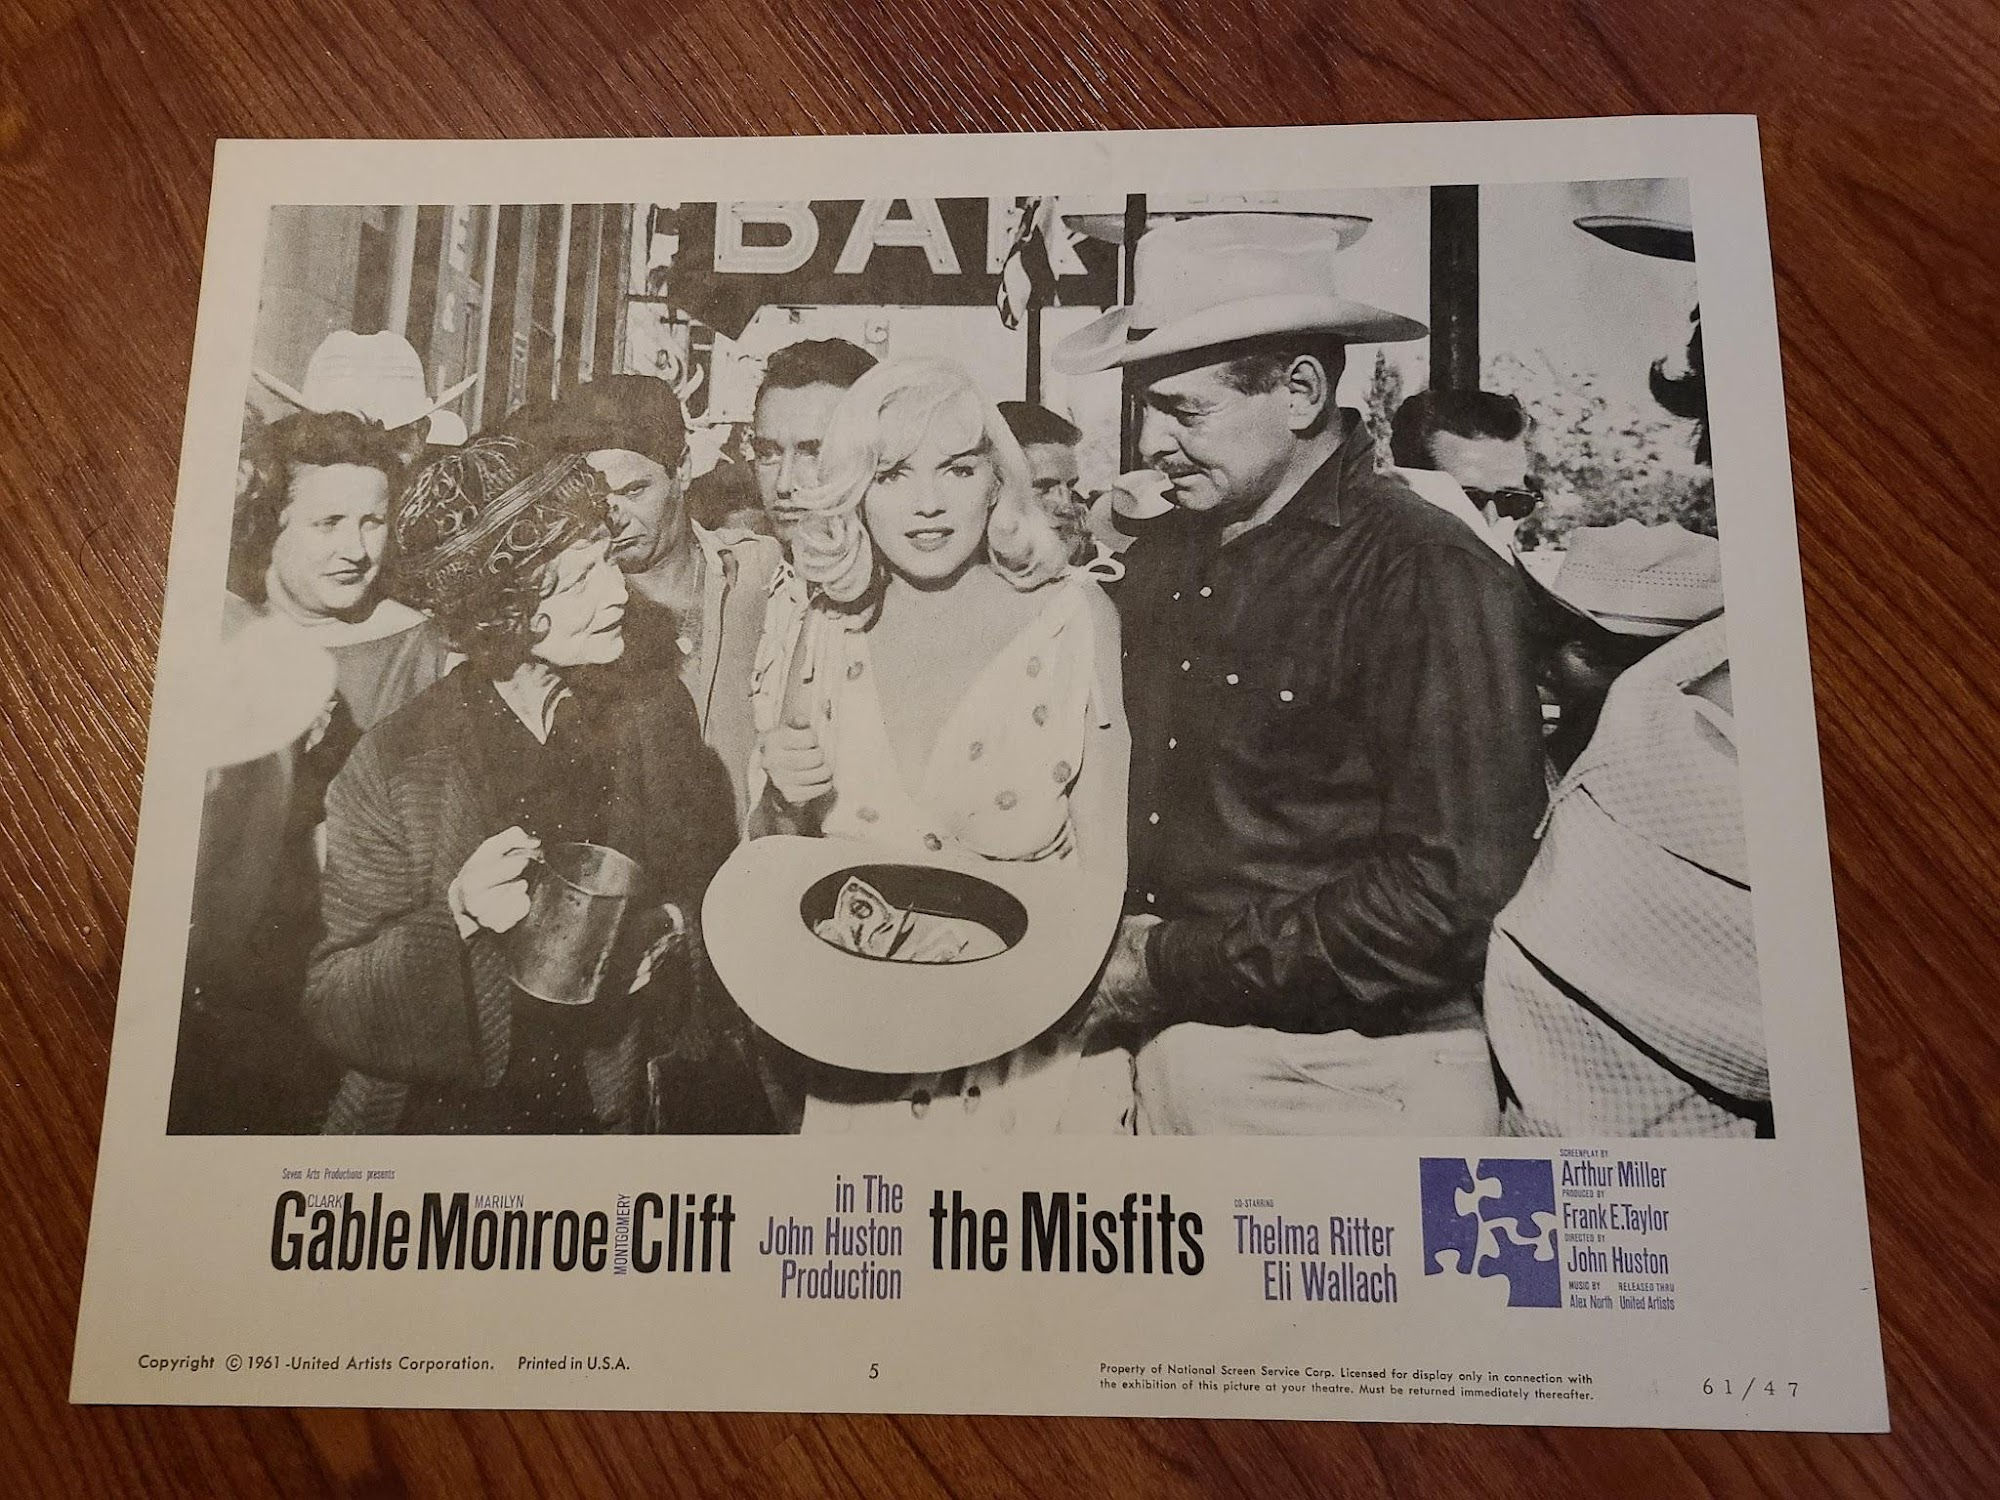 BAR
Seven Arts Productions presents
CLARK Gable MARILYN Monroe MONTGOMERY Clift
in The
John Huston
Production
the Misfits
CO-STARRING
Thelma Ritter
Eli Wallach
SCREENPLAY BY
Arthur Miller
PRODUCED BY
Frank E. Taylor
DIRECTED BY
John Huston
MUSIC BY RELEASED THRU
Alex North United Artists
Copyright © 1961 - United Artists Corporation. Printed in U.S.A.
5
Property of National Screen Service Corp. Licensed for display only in connection with
the exhibition of this picture at your theatre. Must be returned immediately thereafter.
61/47